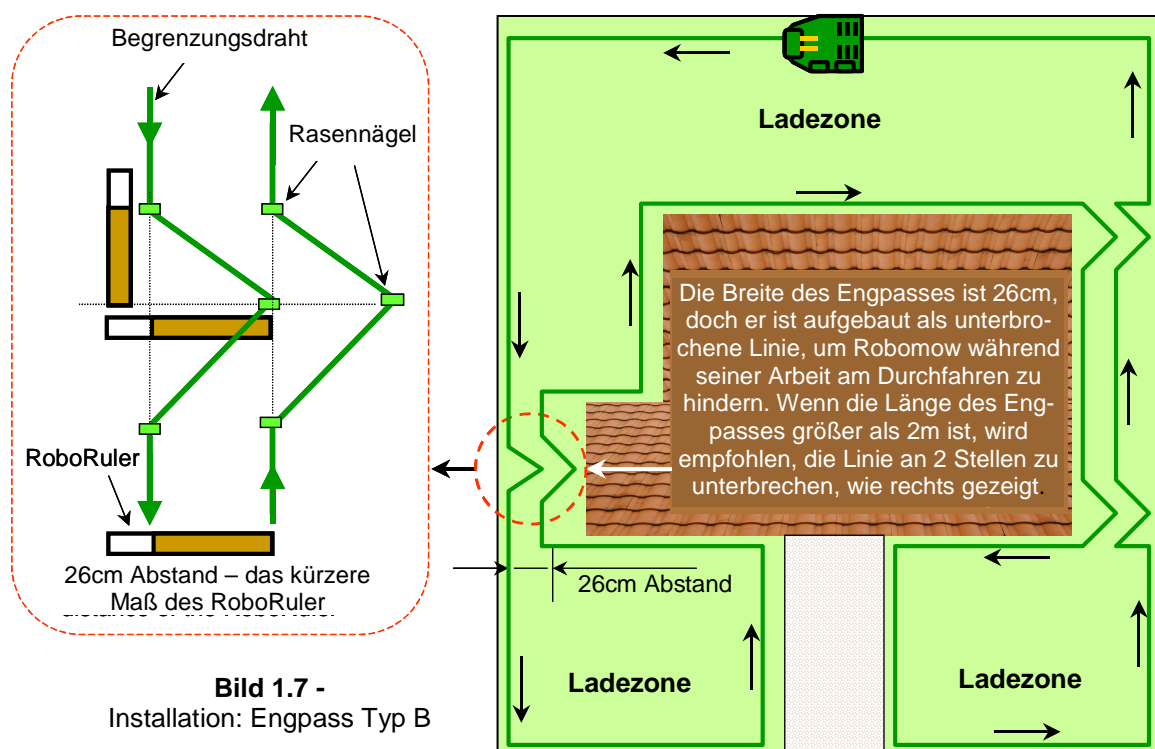 Begrenzungsdraht
Rasennägel
RoboRuler
26cm Abstand – das kürzere
Maß des RoboRuler
Bild 1.7 -
Installation: Engpass Typ B
Ladezone
Die Breite des Engpasses ist 26cm,
doch er ist aufgebaut als unterbro-
chene Linie, um Robomow während
seiner Arbeit am Durchfahren zu
hindern. Wenn die Länge des Eng-
passes größer als 2m ist, wird
empfohlen, die Linie an 2 Stellen zu
unterbrechen, wie rechts gezeigt.
26cm Abstand
Ladezone
Ladezone